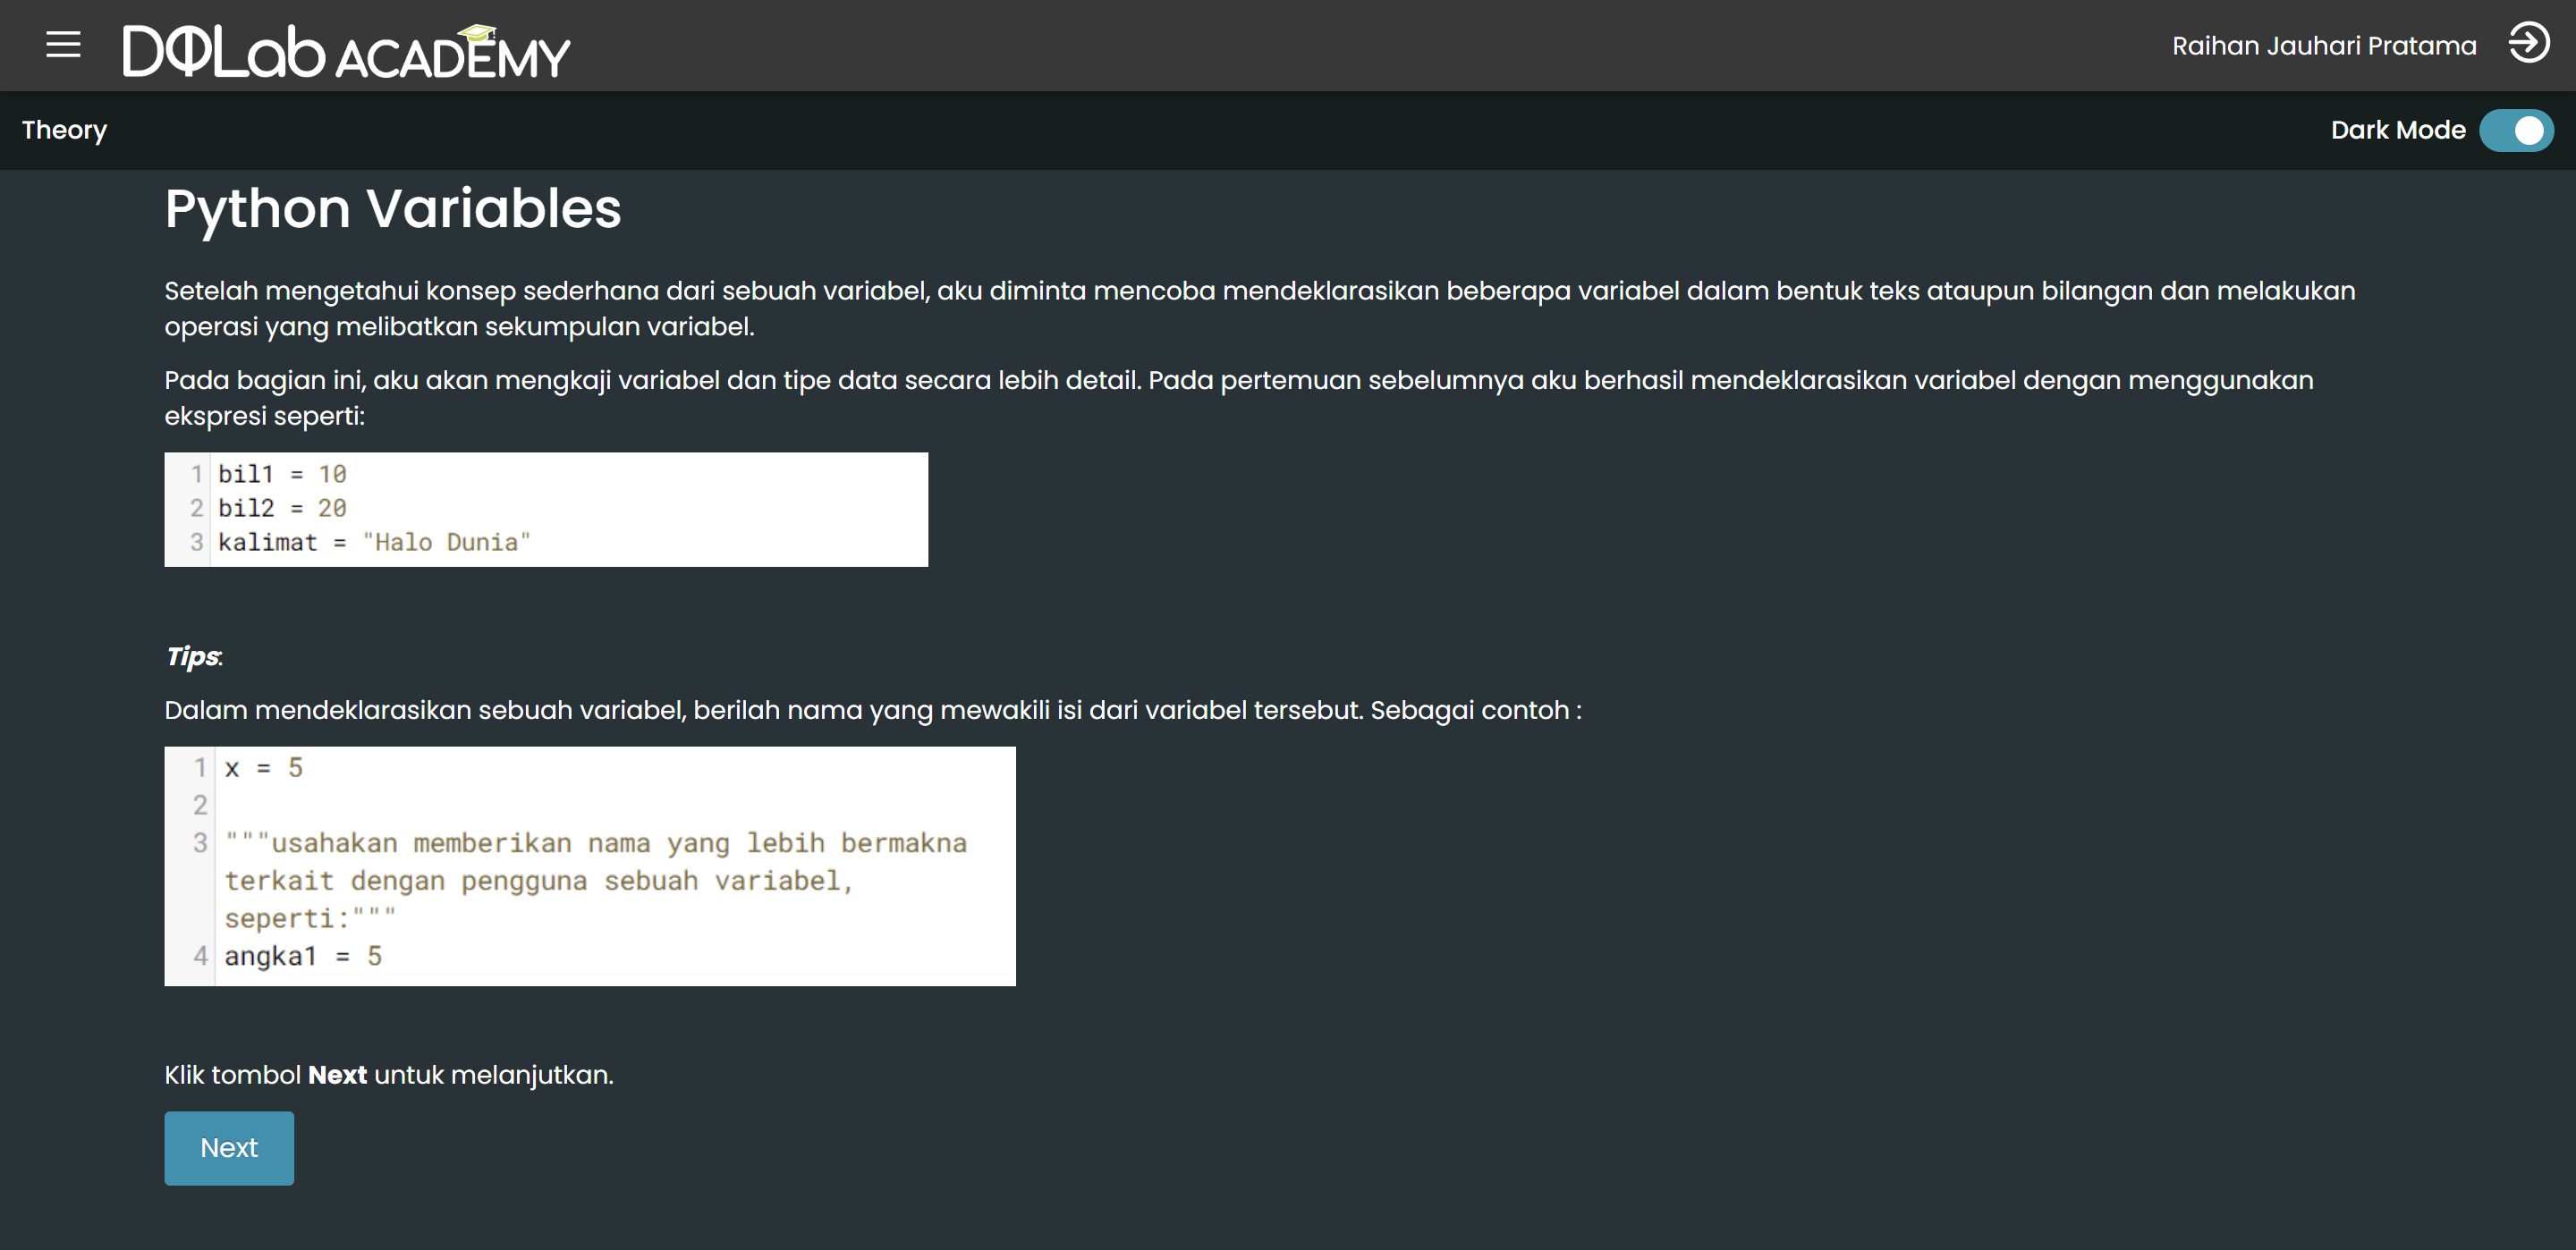 DQLab ACADEMY
Raihan Jauhari Pratama
Theory
Dark Mode
Python Variables
Setelah mengetahui konsep sederhana dari sebuah variabel, aku diminta mencoba mendeklarasikan beberapa variabel dalam bentuk teks ataupun bilangan dan melakukan
operasi yang melibatkan sekumpulan variabel.
Pada bagian ini, aku akan mengkaji variabel dan tipe data secara lebih detail. Pada pertemuan sebelumnya aku berhasil mendeklarasikan variabel dengan menggunakan
ekspresi seperti:
1 bil1 = 10
2 bil2 = 20
3 kalimat = "Halo Dunia"
Tips:
Dalam mendeklarasikan sebuah variabel, berilah nama yang mewakili isi dari variabel tersebut. Sebagai contoh :
1 x = 5
2
3 """usahakan memberikan nama yang lebih bermakna
terkait dengan pengguna sebuah variabel,
seperti:"""
4 angka1 = 5
Klik tombol Next untuk melanjutkan.
Next